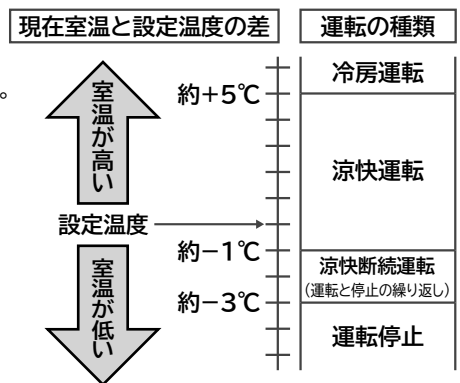 現在室温と設定温度の差
運転の種類
。
室温が高い
約+5℃
設定温度
約-1℃
約-3℃
室温が低い
冷房運転
涼快運転
涼快断続運転
(運転と停止の繰り返し)
運転停止